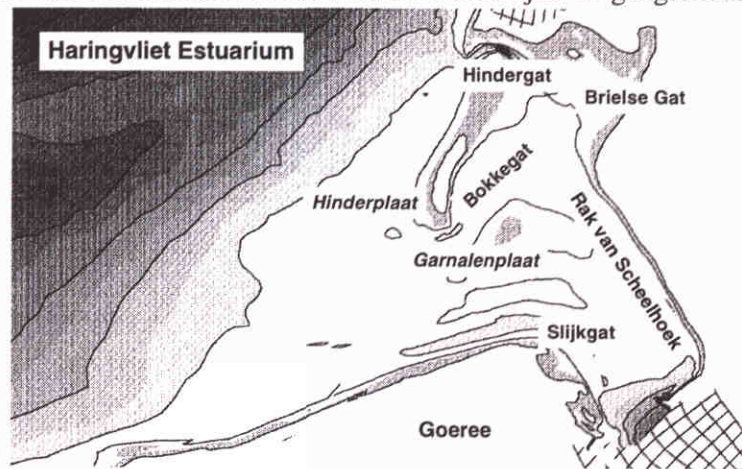 Haringvliet Estuarium
Hindergat
Brielse Gat
Bokkegat
Hinderplaat
Rak van Scheelhoek
Garnalenplaat
Slijkgat
Goeree